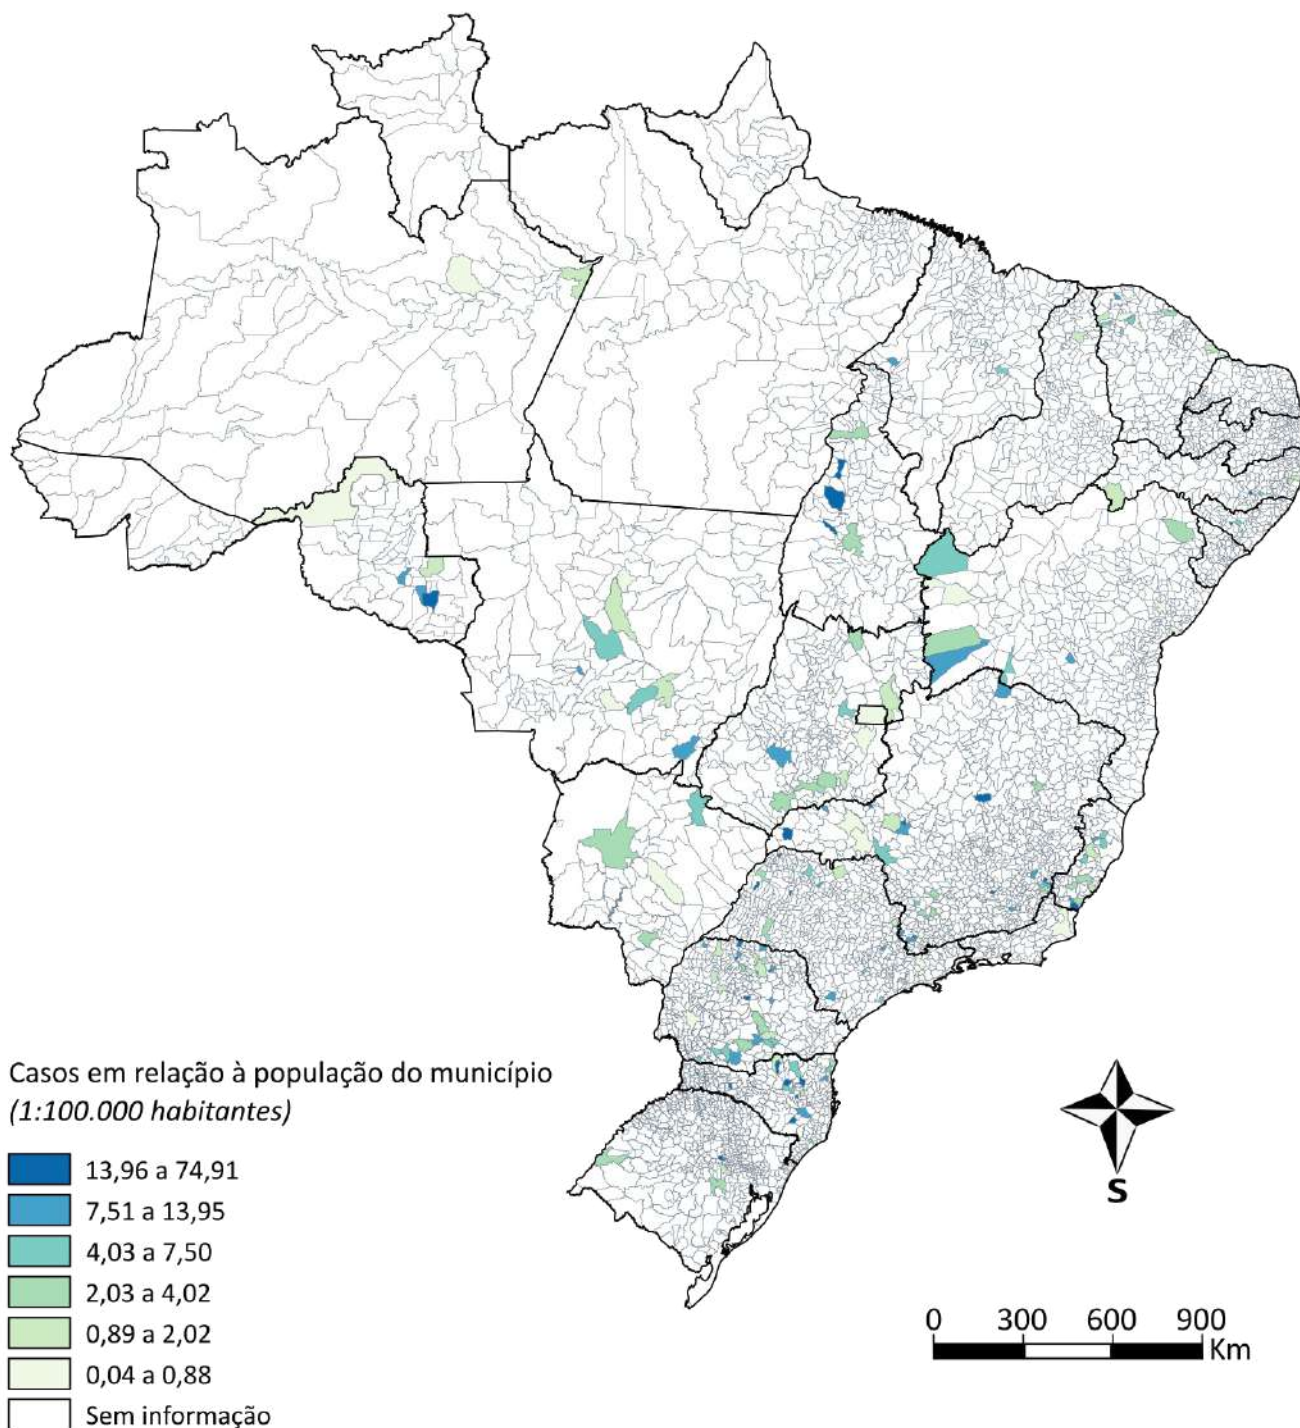 Casos em relação à população do município
(1:100.000 habitantes)
13,96 a 74,91
7,51 a 13,95
4,03 a 7,50
2,03 a 4,02
0,89 a 2,02
0,04 a 0,88
Sem informação
S
0 300 600 900
Km